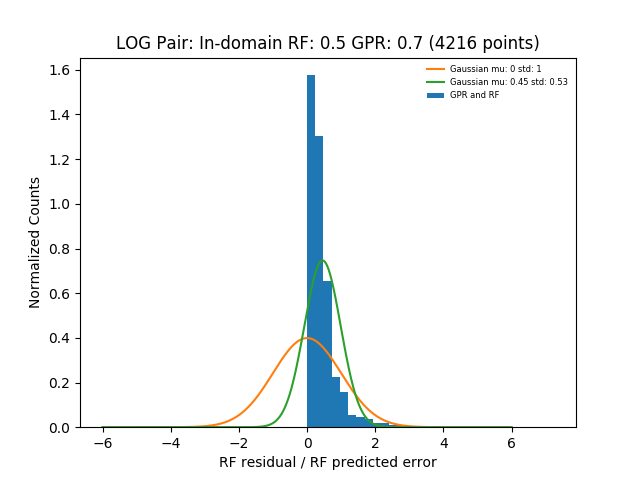 LOG Pair: In-domain RF: 0.5 GPR: 0.7 (4216 points)
Gaussian mu: 0 std: 1
Gaussian mu: 0.45 std: 0.53
GPR and RF
Normalized Counts
1.6
1.4
1.2
1.0
0.8
0.6
0.4
0.2
0.0
−6 −4 −2 0 2 4 6
RF residual / RF predicted error